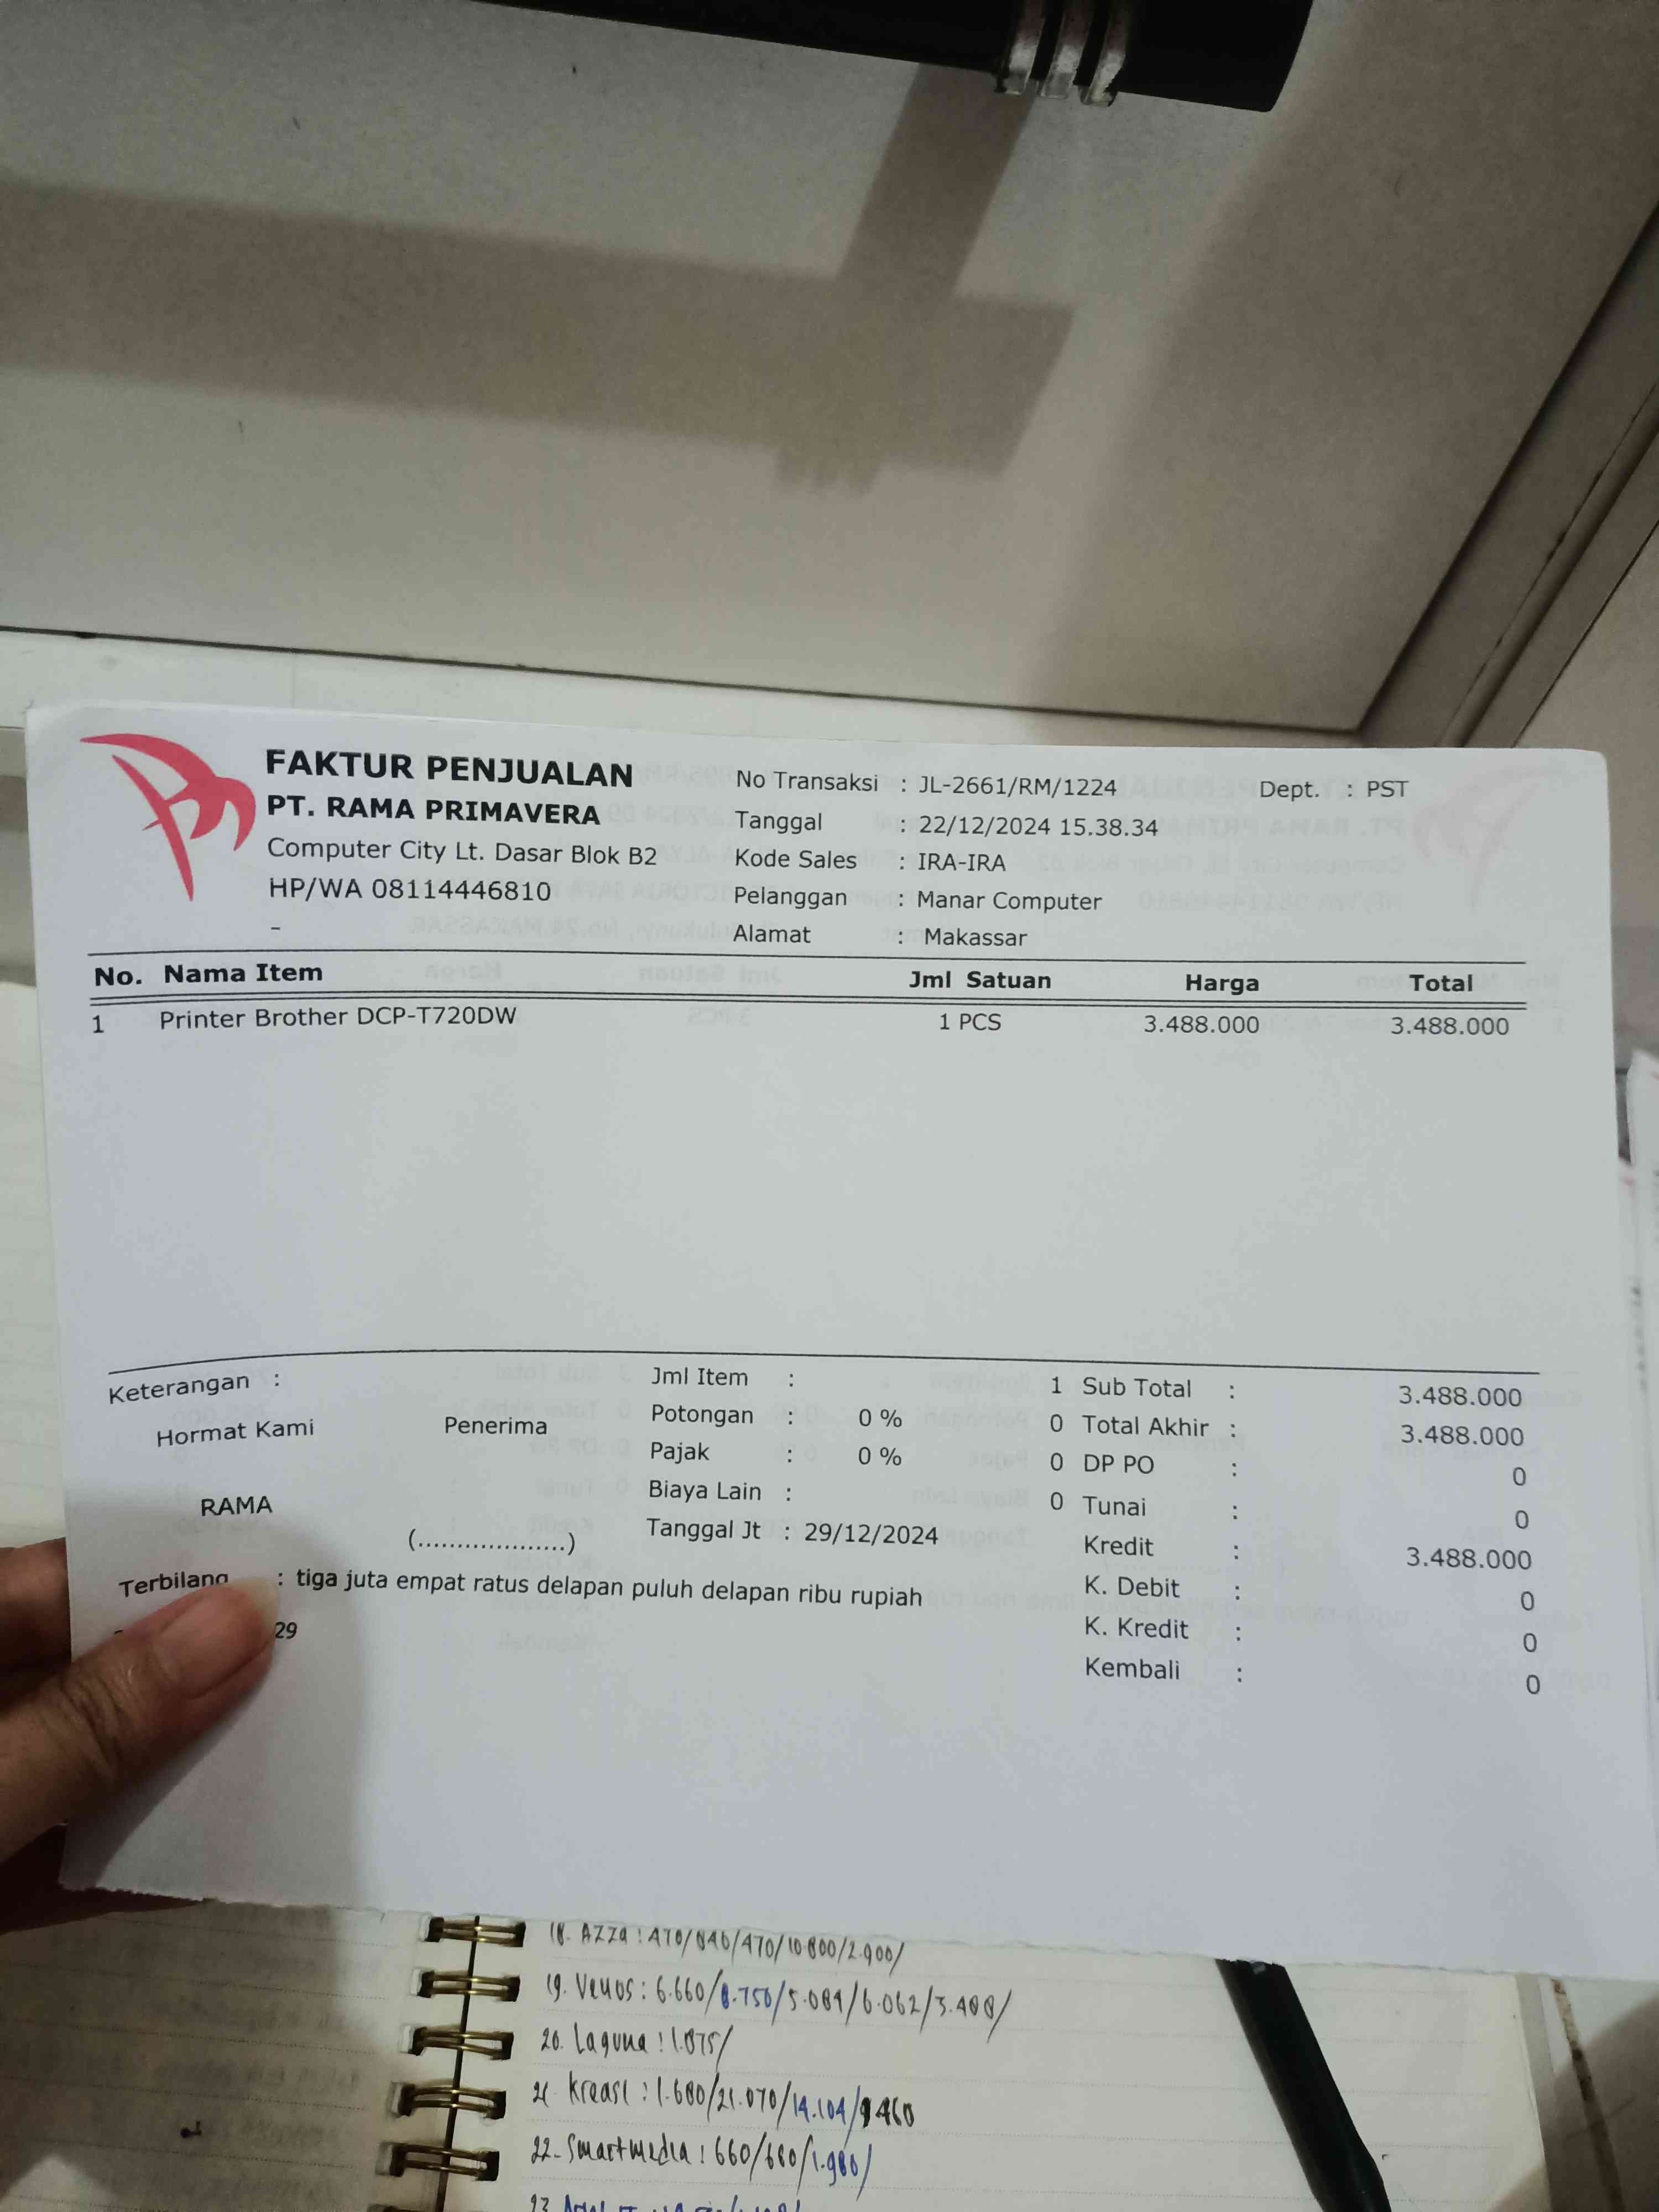 FAKTUR PENJUALAN
PT. RAMA PRIMAVERA
Computer City Lt. Dasar Blok B2
HP/WA 08114446810
-
No Transaksi : JL-2661/RM/1224 Dept. : PST
Tanggal : 22/12/2024 15.38.34
Kode Sales : IRA-IRA
Pelanggan : Manar Computer
Alamat : Makassar
No. Nama Item Jml Satuan Harga Total
1 Printer Brother DCP-T720DW 1 PCS 3.488.000 3.488.000
Keterangan :
Hormat Kami Penerima
RAMA
(....................)
Jml Item : 1
Potongan : 0 % 0
Pajak : 0 % 0
Biaya Lain : 0
Tanggal Jt : 29/12/2024
Sub Total : 3.488.000
Total Akhir : 3.488.000
DP PO : 0
Tunai : 0
Kredit : 3.488.000
K. Debit : 0
K. Kredit : 0
Kembali : 0
Terbilang : tiga juta empat ratus delapan puluh delapan ribu rupiah
29
18. Azza : 470/846/470/10.800/2.900/
19. Venos : 6.660/8.750/5.084/6.062/3.488/
20. Laguna : 1.875/
21. Kreasi : 1.680/21.070/14.104/
22. Smartmedia : 660/680/1.980/
23